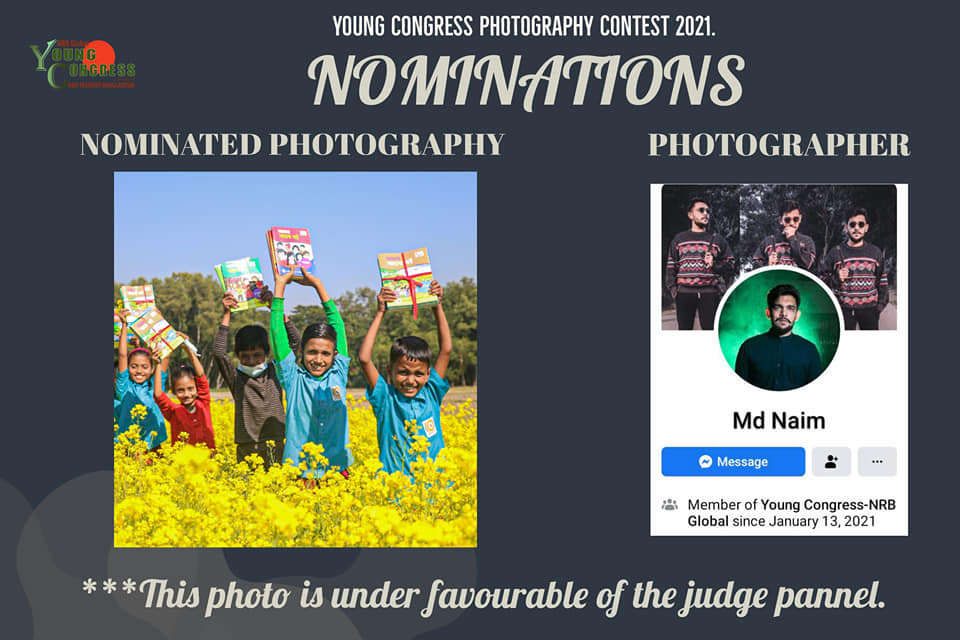 YOUNG CONGRESS PHOTOGRAPHY CONTEST 2021.
YOUNG
CONGRESS
NOMINATIONS
NOMINATED PHOTOGRAPHY
PHOTOGRAPHER
Md Naim
Message
Member of Young Congress-NRB
Global since January 13, 2021
***This photo is under favourable of the judge pannel.